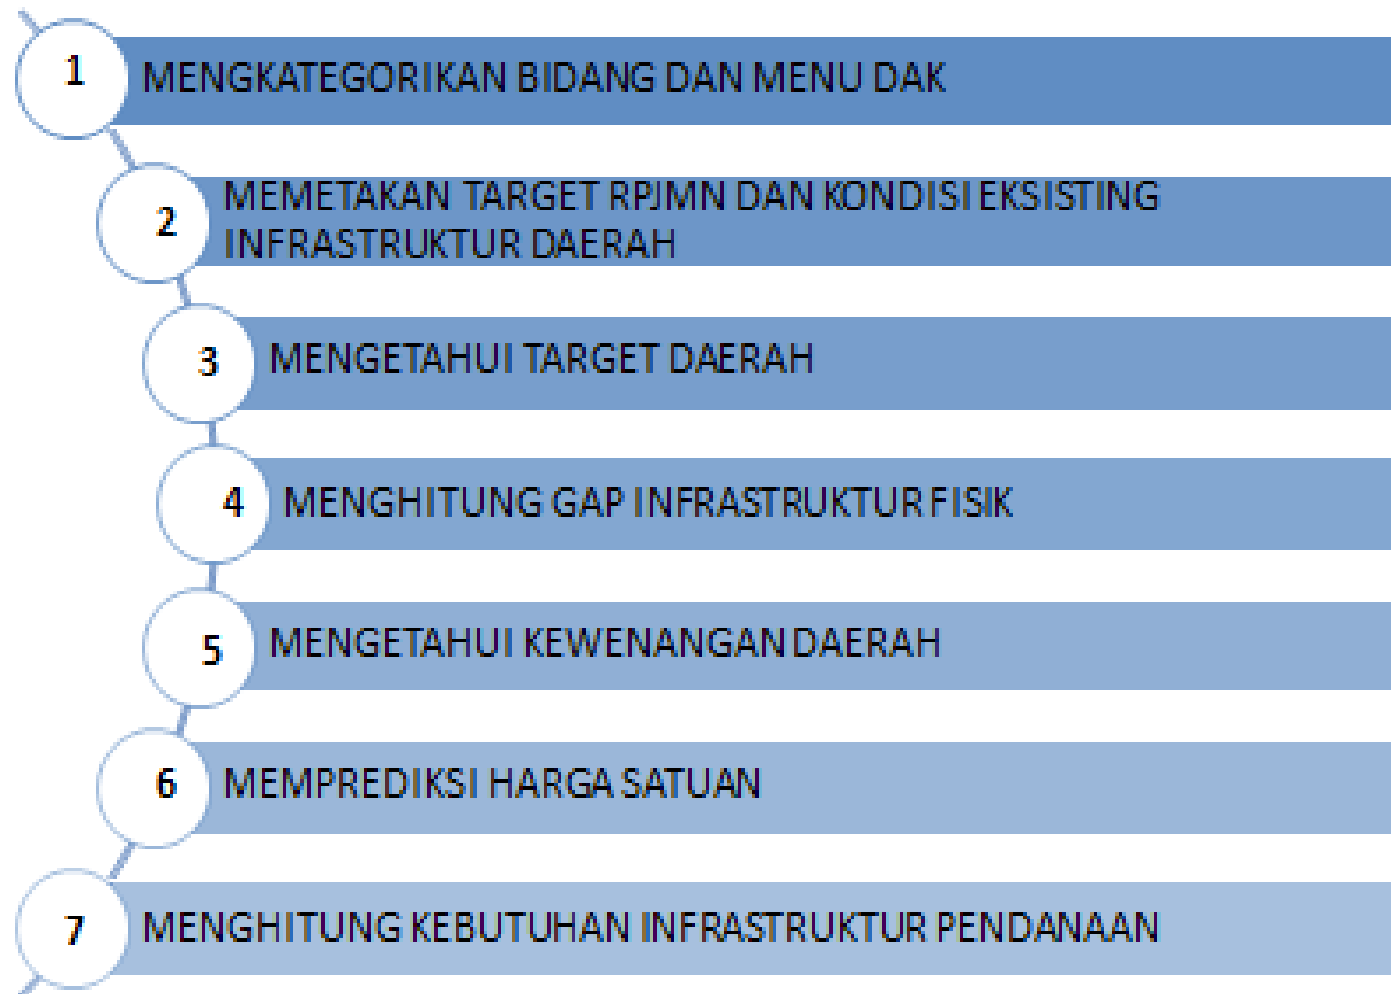 1
MENGKATEGORIKAN BIDANG DAN MENU DAK
2
MEMETAKAN TARGET RPJMN DAN KONDISI EKSISTING
INFRASTRUKTUR DAERAH
3
MENGETAHUI TARGET DAERAH
4
MENGHITUNG GAP INFRASTRUKTUR FISIK
5
MENGETAHUI KEWENANGAN DAERAH
6
MEMPREDIKSI HARGA SATUAN
7
MENGHITUNG KEBUTUHAN INFRASTRUKTUR PENDANAAN